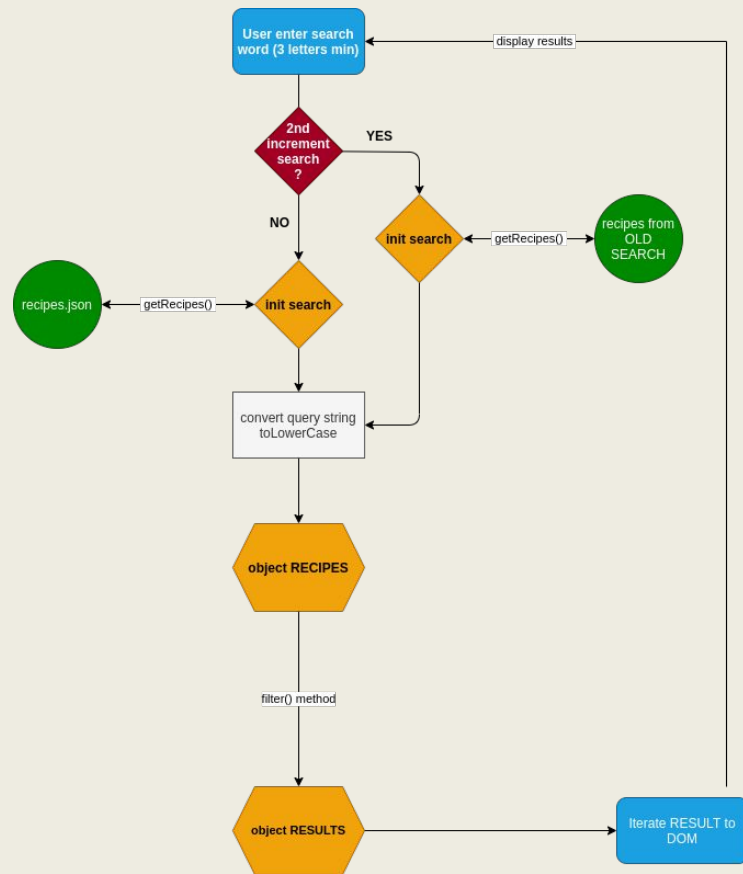 User enter search
word (3 letters min)
display results
2nd
increment
search
?
YES
NO
init search
getRecipes()
recipes from
OLD
SEARCH
recipes.json
getRecipes()
init search
convert query string
toLowerCase
object RECIPES
filter() method
object RESULTS
Iterate RESULT to
DOM